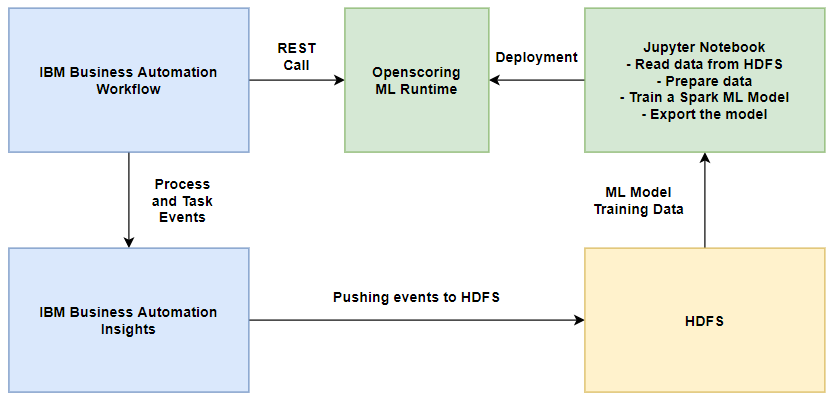 IBM Business Automation
Workflow
REST
Call
Openscoring
ML Runtime
Deployment
Jupyter Notebook
- Read data from HDFS
- Prepare data
- Train a Spark ML Model
- Export the model
Process
and Task
Events
ML Model
Training Data
IBM Business Automation
Insights
Pushing events to HDFS
HDFS